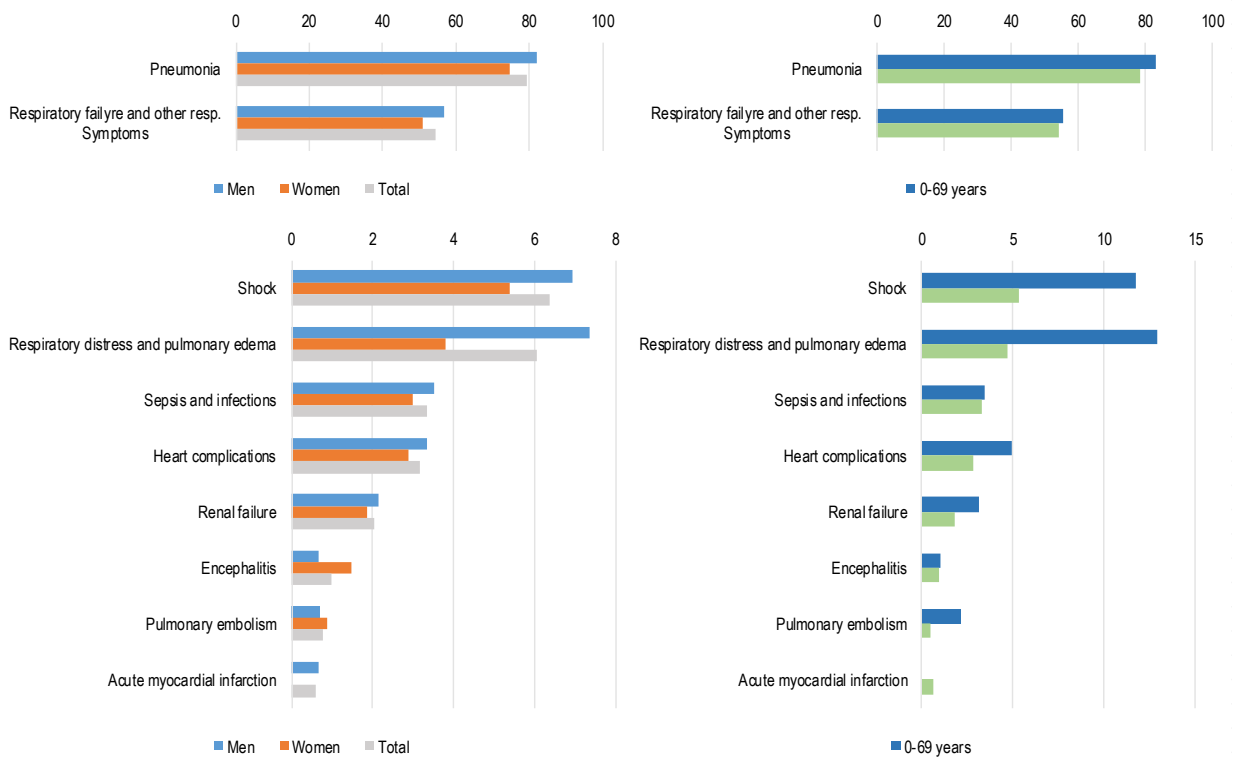 0 20 40 60 80 100
Pneumonia
Respiratory failyre and other resp.
Symptoms
Men Women Total
0 20 40 60 80 100
Pneumonia
Respiratory failyre and other resp.
Symptoms
0-69 years
0 2 4 6 8
Shock
Respiratory distress and pulmonary edema
Sepsis and infections
Heart complications
Renal failure
Encephalitis
Pulmonary embolism
Acute myocardial infarction
Men Women Total
0 5 10 15
Shock
Respiratory distress and pulmonary edema
Sepsis and infections
Heart complications
Renal failure
Encephalitis
Pulmonary embolism
Acute myocardial infarction
0-69 years